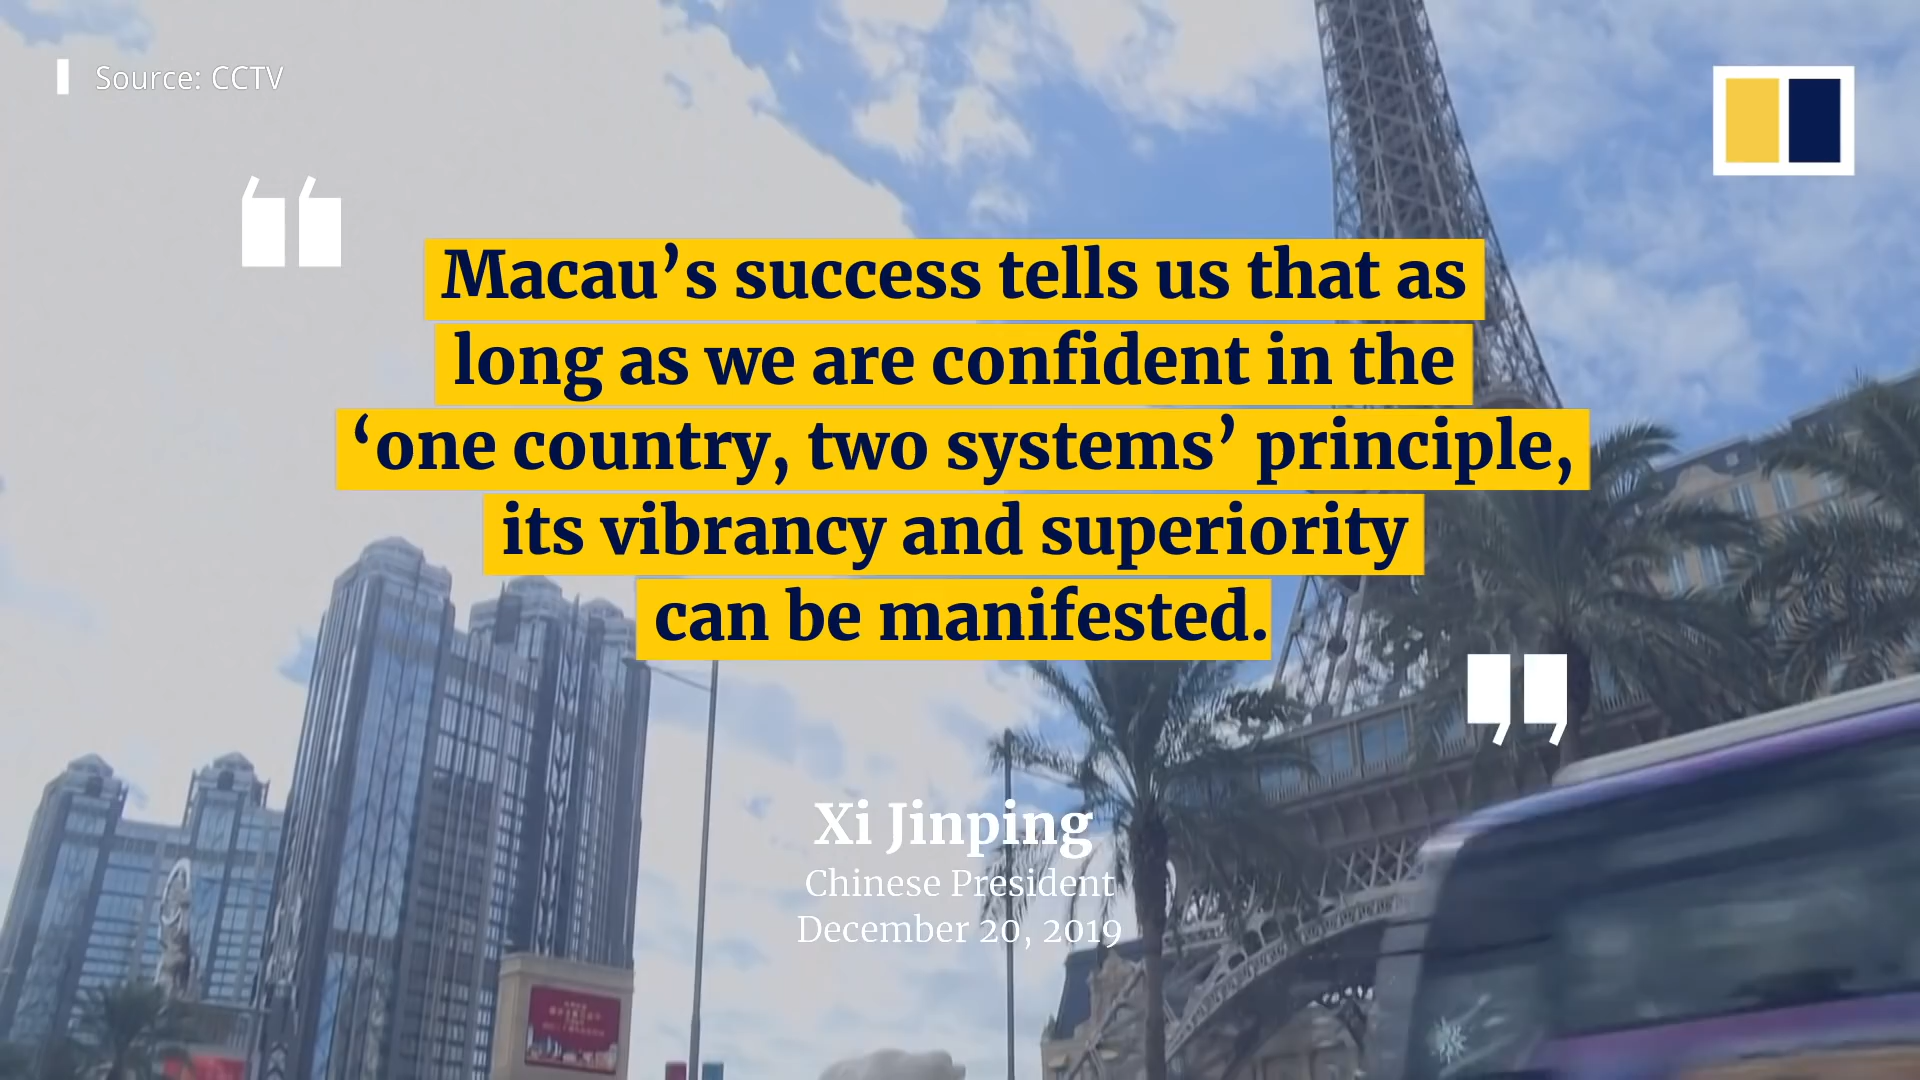 Source: CCTV
“
Macau’s success tells us that as
long as we are confident in the
‘one country, two systems’ principle,
its vibrancy and superiority
can be manifested.
”
Xi Jinping
Chinese President
December 20, 2019